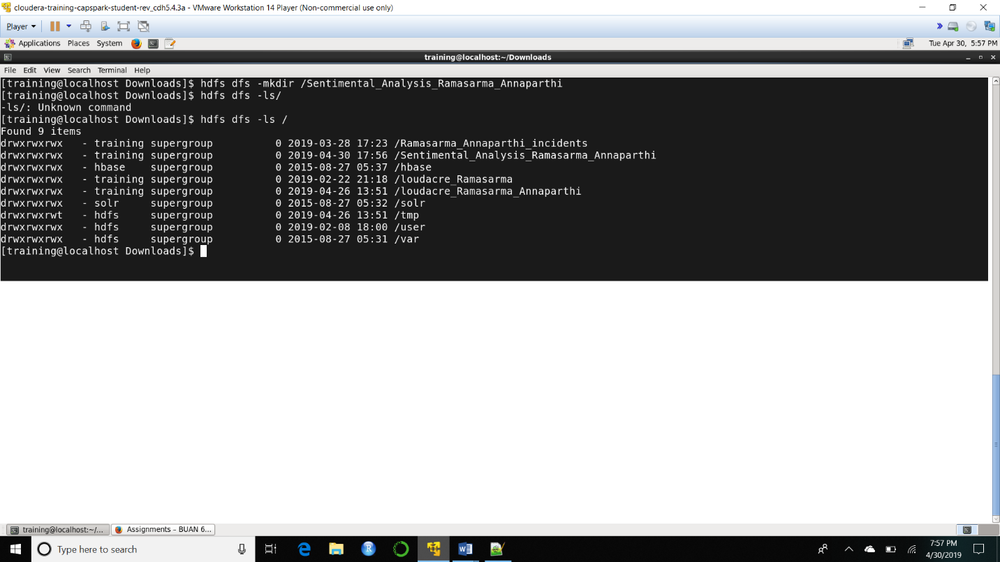 cloudera-training-capspark-student-rev_cdh5.4.3a - VMware Workstation 14 Player (Non-commercial use only)
Player
Applications Places System Tue Apr 30, 5:57 PM
training@localhost:~/Downloads
File Edit View Search Terminal Help
[training@localhost Downloads]$ hdfs dfs -mkdir /Sentimental_Analysis_Ramasarma_Annaparthi
[training@localhost Downloads]$ hdfs dfs -ls/
-ls/: Unknown command
[training@localhost Downloads]$ hdfs dfs -ls /
Found 9 items
drwxrwxrwx - training supergroup 0 2019-03-28 17:23 /Ramasarma_Annaparthi_incidents
drwxrwxrwx - training supergroup 0 2019-04-30 17:56 /Sentimental_Analysis_Ramasarma_Annaparthi
drwxrwxrwx - hbase supergroup 0 2015-08-27 05:37 /hbase
drwxrwxrwx - training supergroup 0 2019-02-22 21:18 /loudacre_Ramasarma
drwxrwxrwx - training supergroup 0 2019-04-26 13:51 /loudacre_Ramasarma_Annaparthi
drwxrwxrwx - solr supergroup 0 2015-08-27 05:32 /solr
drwxrwxrwt - hdfs supergroup 0 2019-04-26 13:51 /tmp
drwxrwxrwx - hdfs supergroup 0 2019-02-08 18:00 /user
drwxrwxrwx - hdfs supergroup 0 2015-08-27 05:31 /var
[training@localhost Downloads]$
training@localhost:~/... Assignments – BUAN 6...
Type here to search
7:57 PM
4/30/2019